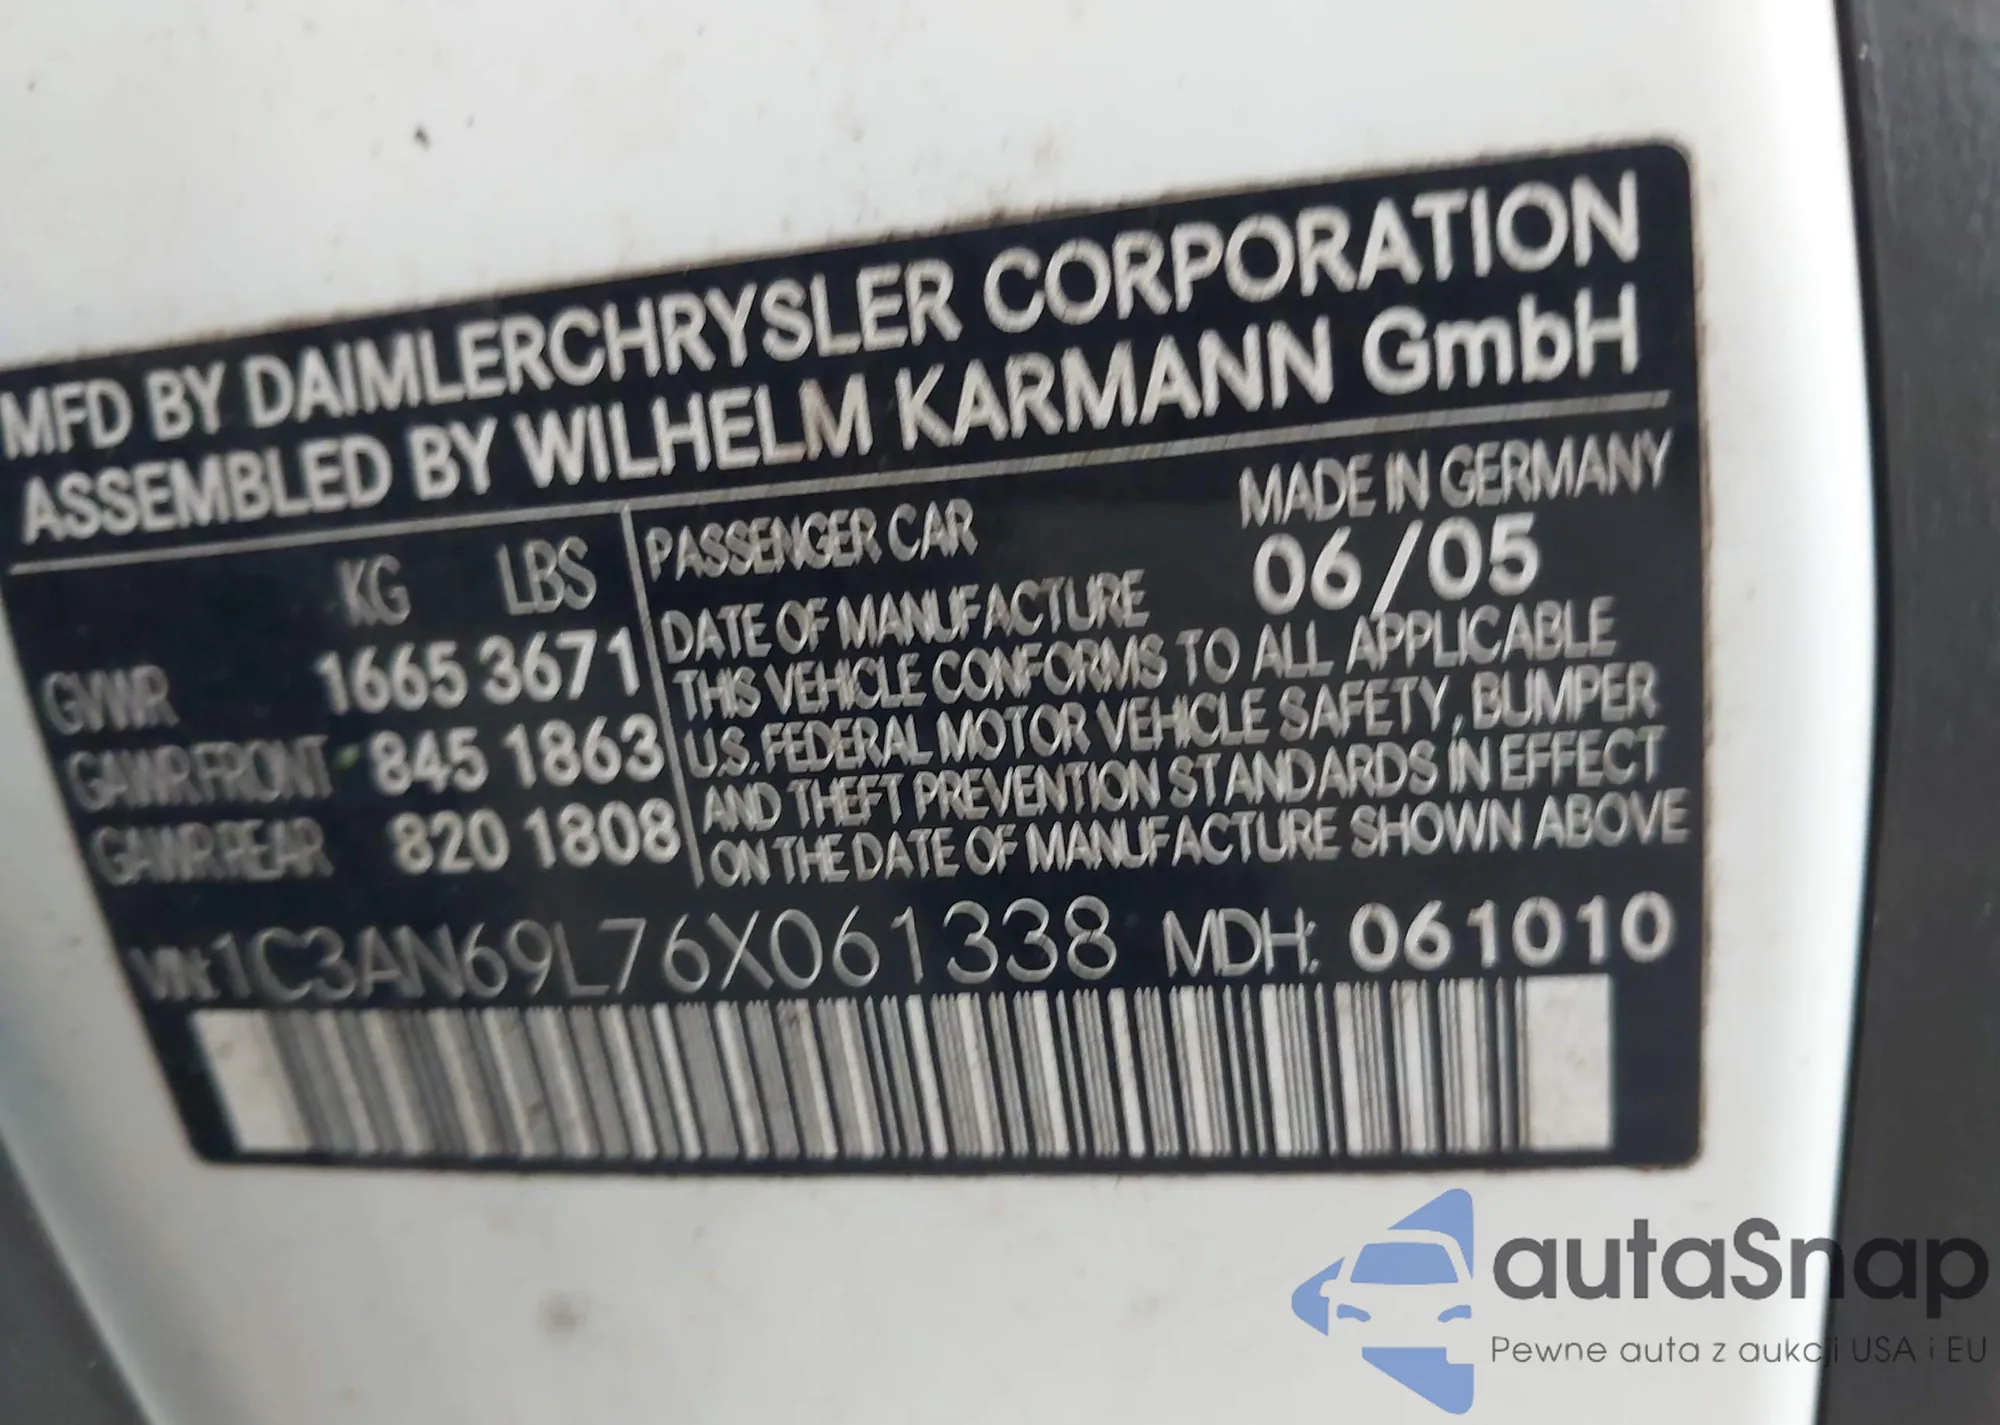 MFD BY DAIMLERCHRYSLER CORPORATION
ASSEMBLED BY WILHELM KARMANN GmbH
KG LBS
GVWR 1665 3671
GAWR FRONT 845 1863
GAWR REAR 820 1808
PASSENGER CAR MADE IN GERMANY
DATE OF MANUFACTURE 06/05
THIS VEHICLE CONFORMS TO ALL APPLICABLE
U.S. FEDERAL MOTOR VEHICLE SAFETY, BUMPER
AND THEFT PREVENTION STANDARDS IN EFFECT
ON THE DATE OF MANUFACTURE SHOWN ABOVE
VIN: 1C3AN69L76X061338 MDH: 061010
autaSnap
Pewne auta z aukcji USA i EU